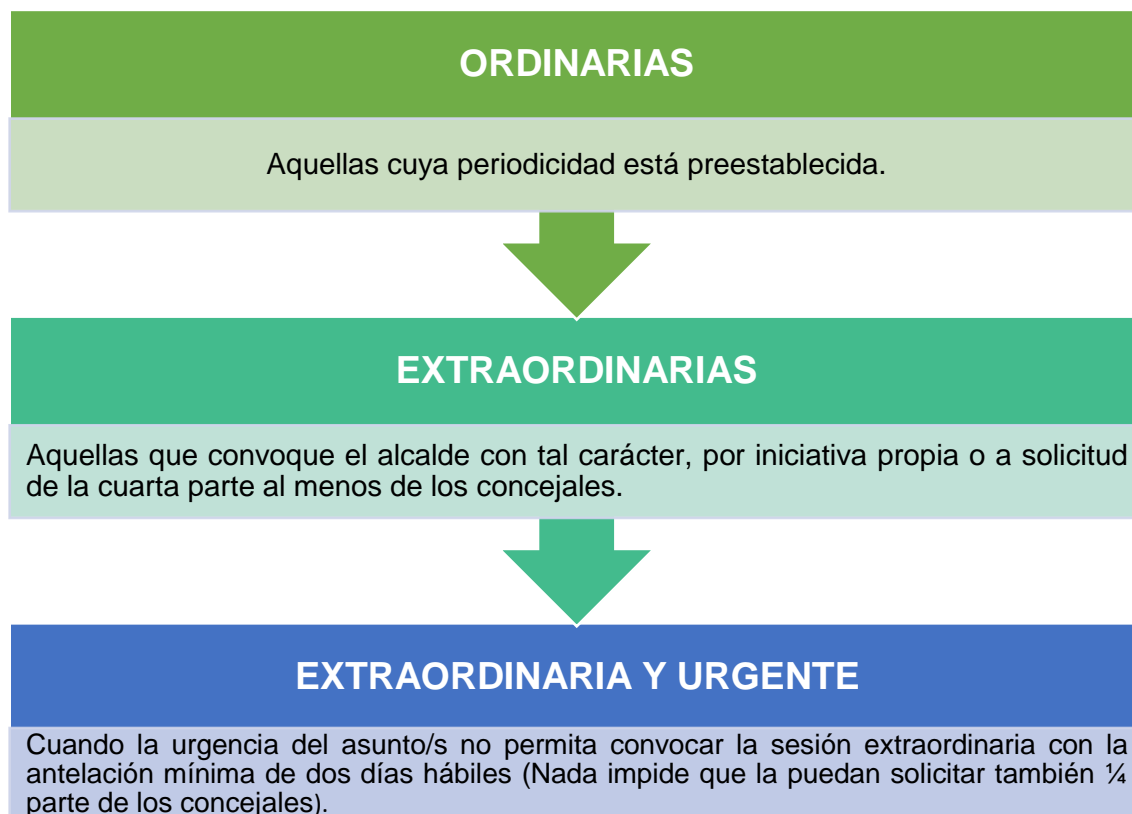 ORDINARIAS
Aquellas cuya periodicidad está preestablecida.
EXTRAORDINARIAS
Aquellas que convoque el alcalde con tal carácter, por iniciativa propia o a solicitud
de la cuarta parte al menos de los concejales.
EXTRAORDINARIA Y URGENTE
Cuando la urgencia del asunto/s no permita convocar la sesión extraordinaria con la
antelación mínima de dos días hábiles (Nada impide que la puedan solicitar también ¼
parte de los concejales).